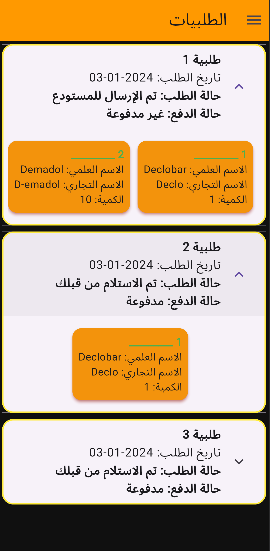 الطلبيات
طلبية 1
تاريخ الطلب: 2024-01-03
حالة الطلب: تم الإرسال للمستودع
حالة الدفع: غير مدفوعة
1
الاسم العلمي: Declobar
الاسم التجاري: Declo
الكمية: 1
2
الاسم العلمي: Demadol
الاسم التجاري: D-emadol
الكمية: 10
طلبية 2
تاريخ الطلب: 2024-01-03
حالة الطلب: تم الاستلام من قبلك
حالة الدفع: مدفوعة
1
الاسم العلمي: Declobar
الاسم التجاري: Declo
الكمية: 1
طلبية 3
تاريخ الطلب: 2024-01-03
حالة الطلب: تم الاستلام من قبلك
حالة الدفع: مدفوعة